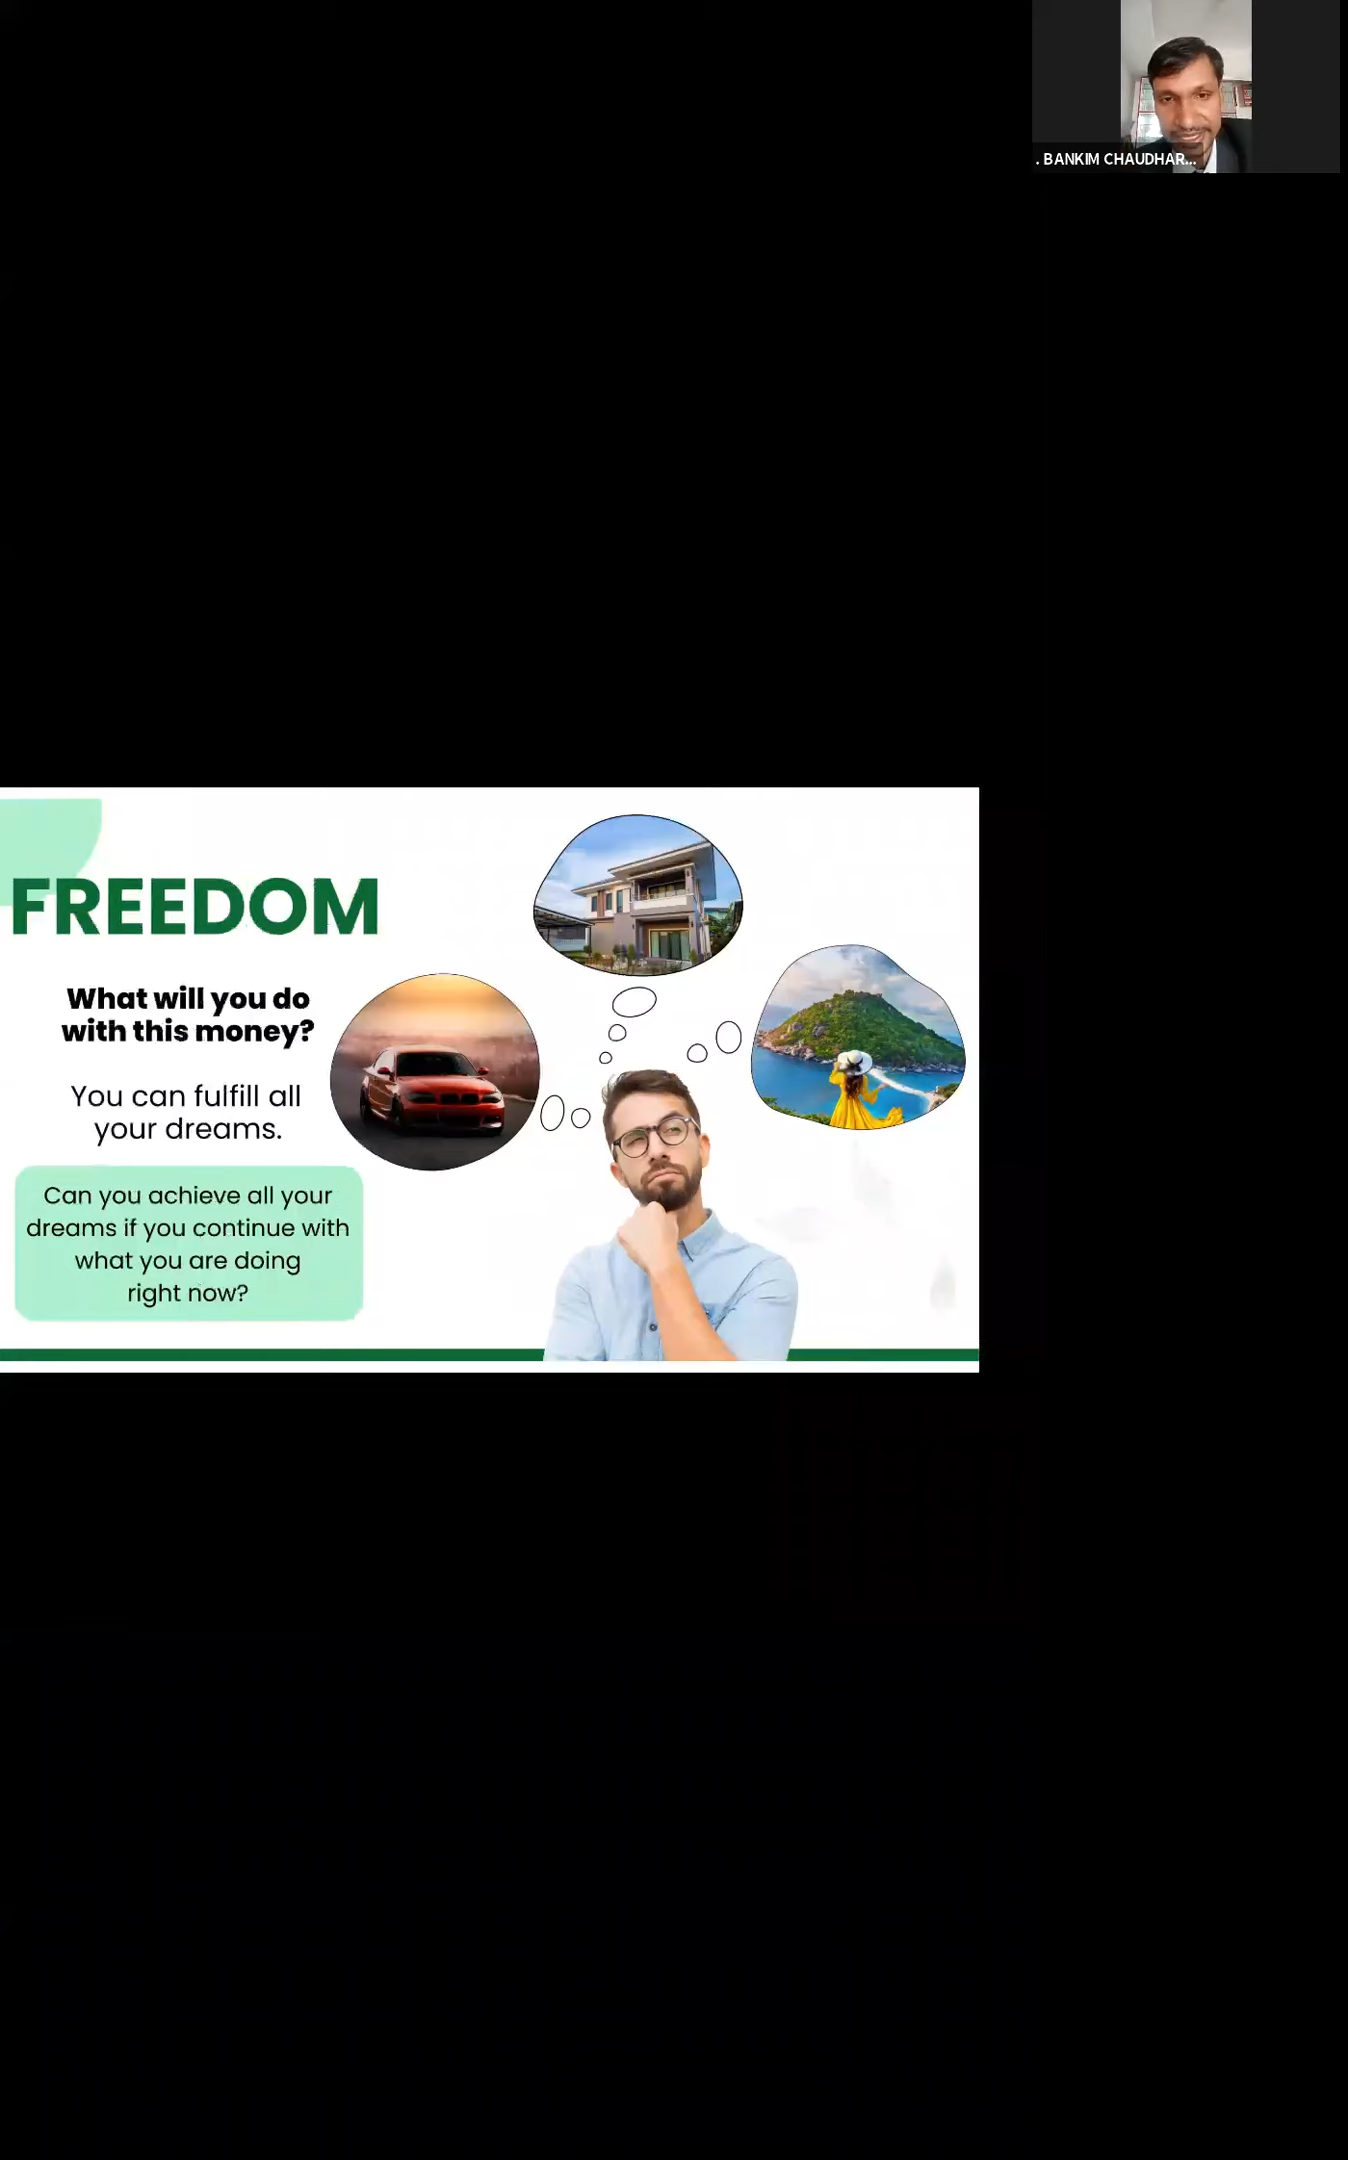 . BANKIM CHAUDHAR...
FREEDOM
What will you do
with this money?
You can fulfill all
your dreams.
Can you achieve all your
dreams if you continue with
what you are doing
right now?